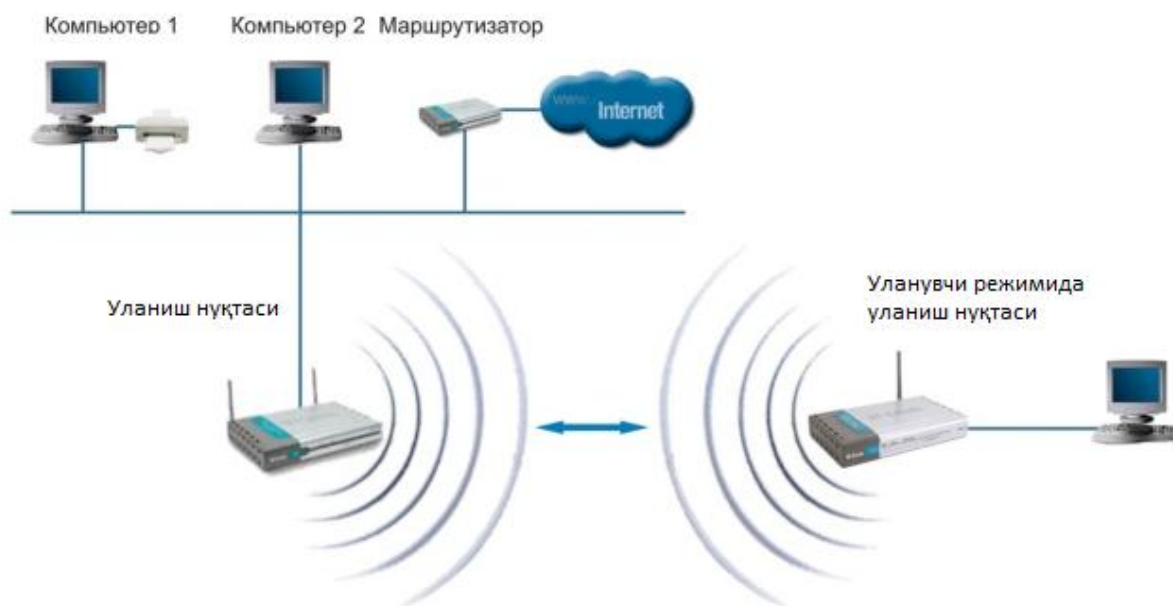 Компьютер 1
Компьютер 2
Маршрутизатор
www.
Internet
Уланиш нуқтаси
Уланувчи режимида
уланиш нуқтаси